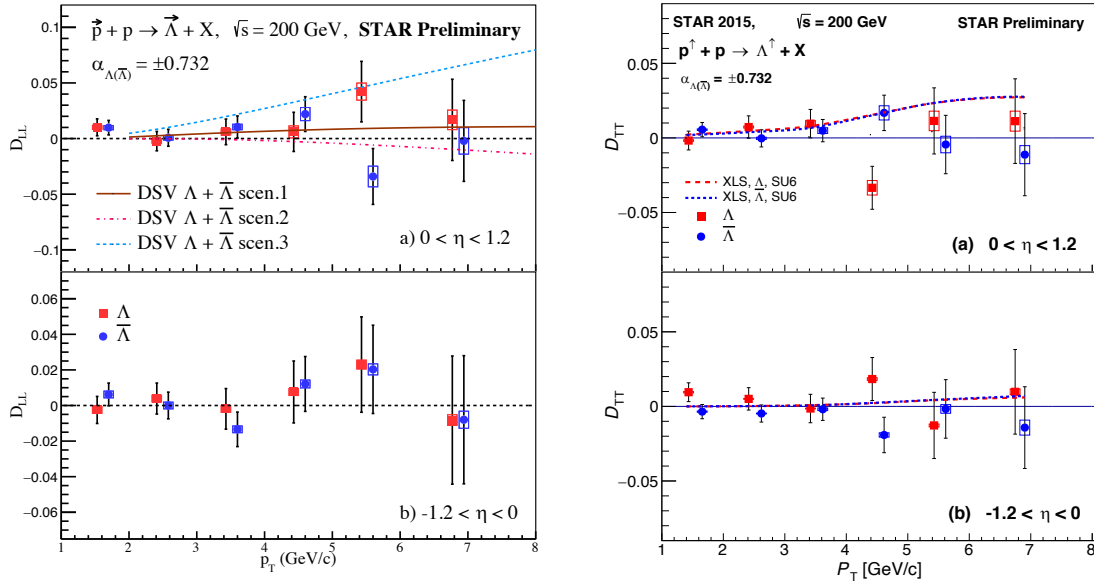 p⃗ + p → Λ⃗ + X, √s = 200 GeV, STAR Preliminary
α_Λ(Λ̅) = ±0.732
D_LL
0.1
0.05
0
−0.05
−0.1
DSV Λ + Λ̅ scen.1
DSV Λ + Λ̅ scen.2
DSV Λ + Λ̅ scen.3
a) 0 < η < 1.2
D_LL
0.06
0.04
0.02
0
−0.02
−0.04
−0.06
Λ
Λ̅
b) -1.2 < η < 0
1 2 3 4 5 6 7 8
p_T (GeV/c)
STAR 2015, √s = 200 GeV STAR Preliminary
p↑ + p → Λ↑ + X
α_Λ(Λ̅) = ±0.732
D_TT
0.05
0
−0.05
XLS, Λ, SU6
XLS, Λ̅, SU6
Λ
Λ̅
(a) 0 < η < 1.2
D_TT
0.05
0
−0.05
(b) -1.2 < η < 0
1 2 3 4 5 6 7 8
P_T [GeV/c]